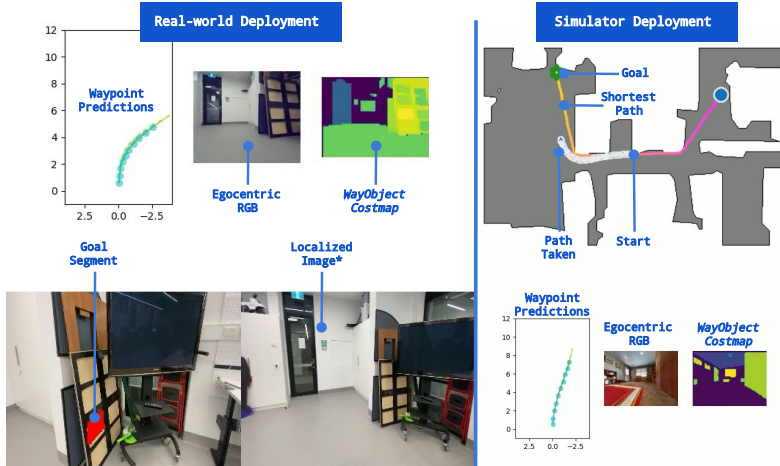 Real-world Deployment
12
10
8
6
4
2
0
2.5
0.0
−2.5
Waypoint
Predictions
Egocentric
RGB
WayObject
Costmap
Goal
Segment
Localized
Image*
Simulator Deployment
Goal
Shortest
Path
Path
Taken
Start
Waypoint
Predictions
12
10
8
6
4
2
0
2.5
0.0
−2.5
Egocentric
RGB
WayObject
Costmap